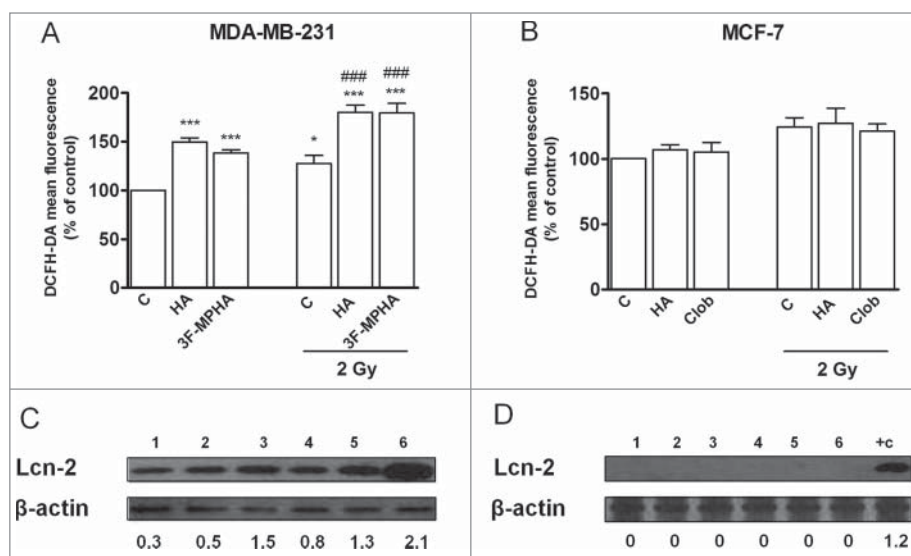 A
MDA-MB-231
DCFH-DA mean fluorescence
(% of control)
200
150
100
50
0
###
***
***
*
###
***
***
C
HA
3F-MPHA
C
HA
3F-MPHA
2 Gy
B
MCF-7
DCFH-DA mean fluorescence
(% of control)
150
100
50
0
C
HA
Clob
C
HA
Clob
2 Gy
C
1 2 3 4 5 6
Lcn-2
β-actin
0.3 0.5 1.5 0.8 1.3 2.1
D
1 2 3 4 5 6 +c
Lcn-2
β-actin
0 0 0 0 0 0 1.2